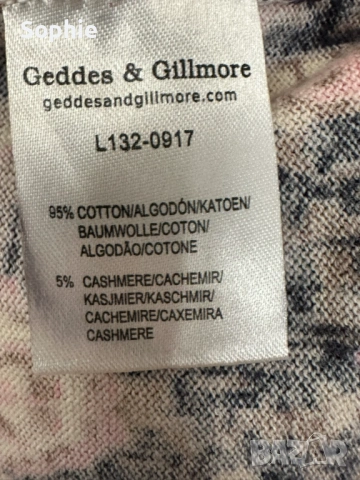 Sophie
Geddes & Gillmore
geddesandgillmore.com
L132-0917
95% COTTON/ALGODÓN/KATOEN/
BAUMWOLLE/COTON/
ALGODÃO/COTONE
5% CASHMERE/CACHEMIR/
KASJMIER/KASCHMIR/
CACHEMIRE/CAXEMIRA
CASHMERE
BAZAR